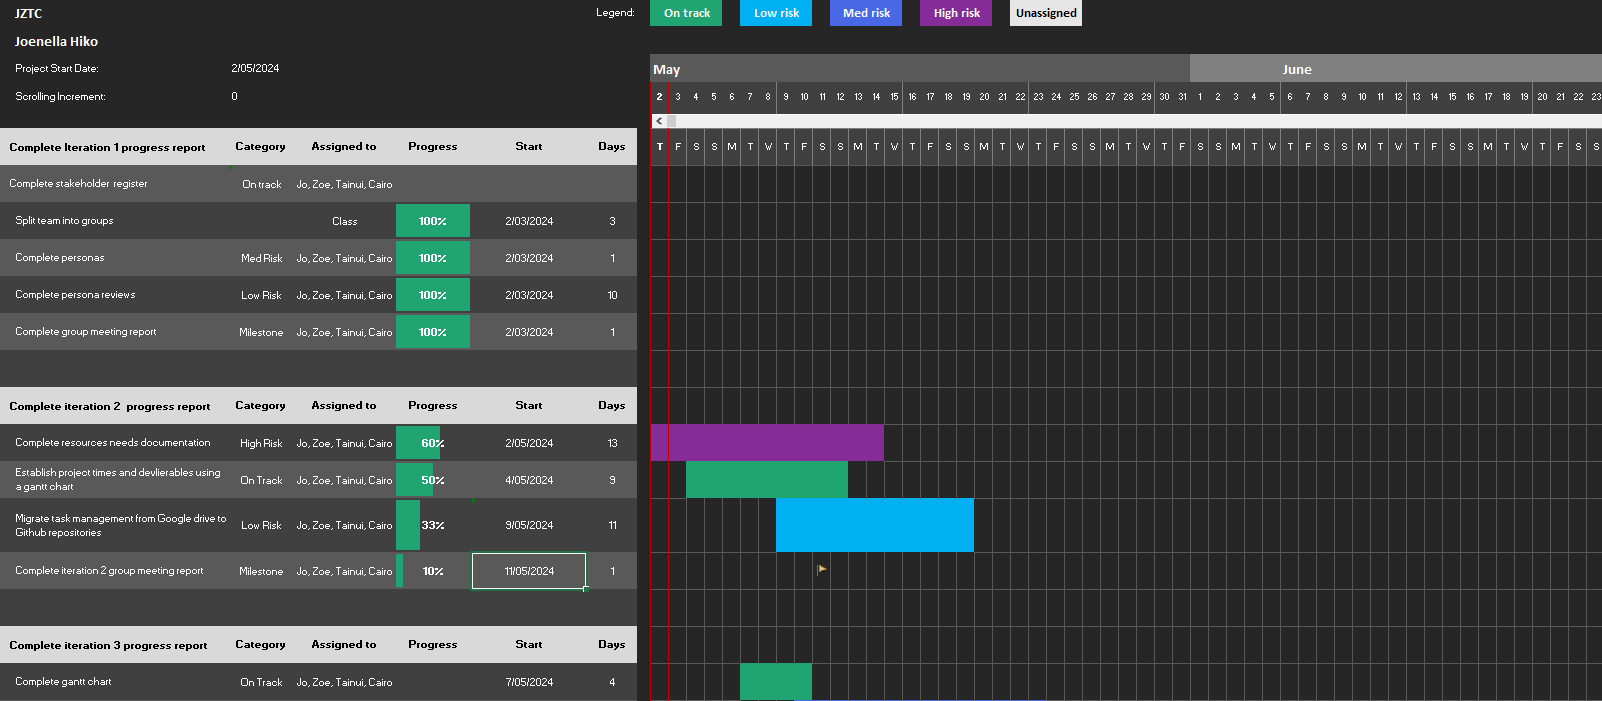 JZTC
Legend: On track Low risk Med risk High risk Unassigned
Joenella Hiko
Project Start Date: 2/05/2024
May June
Scrolling Increment: 0
2 3 4 5 6 7 8 9 10 11 12 13 14 15 16 17 18 19 20 21 22 23 24 25 26 27 28 29 30 31 1 2 3 4 5 6 7 8 9 10 11 12 13 14 15 16 17 18 19 20 21 22 23
Complete Iteration 1 progress report Category Assigned to Progress Start Days
T F S S M T W T F S S M T W T F S S M T W T F S S M T W T F S S M T W T F S S M T W T F S S M T W T F S S
Complete stakeholder register On track Jo, Zoe, Tainui, Cairo
Split team into groups Class 100% 2/03/2024 3
Complete personas Med Risk Jo, Zoe, Tainui, Cairo 100% 2/03/2024 1
Complete persona reviews Low Risk Jo, Zoe, Tainui, Cairo 100% 2/03/2024 10
Complete group meeting report Milestone Jo, Zoe, Tainui, Cairo 100% 2/03/2024 1
Complete iteration 2 progress report Category Assigned to Progress Start Days
Complete resources needs documentation High Risk Jo, Zoe, Tainui, Cairo 60% 2/05/2024 13
Establish project times and devlierables using
a gantt chart On Track Jo, Zoe, Tainui, Cairo 50% 4/05/2024 9
Migrate task management from Google drive to
Github repositories Low Risk Jo, Zoe, Tainui, Cairo 33% 9/05/2024 11
Complete iteration 2 group meeting report Milestone Jo, Zoe, Tainui, Cairo 10% 11/05/2024 1
Complete iteration 3 progress report Category Assigned to Progress Start Days
Complete gantt chart On Track Jo, Zoe, Tainui, Cairo 7/05/2024 4